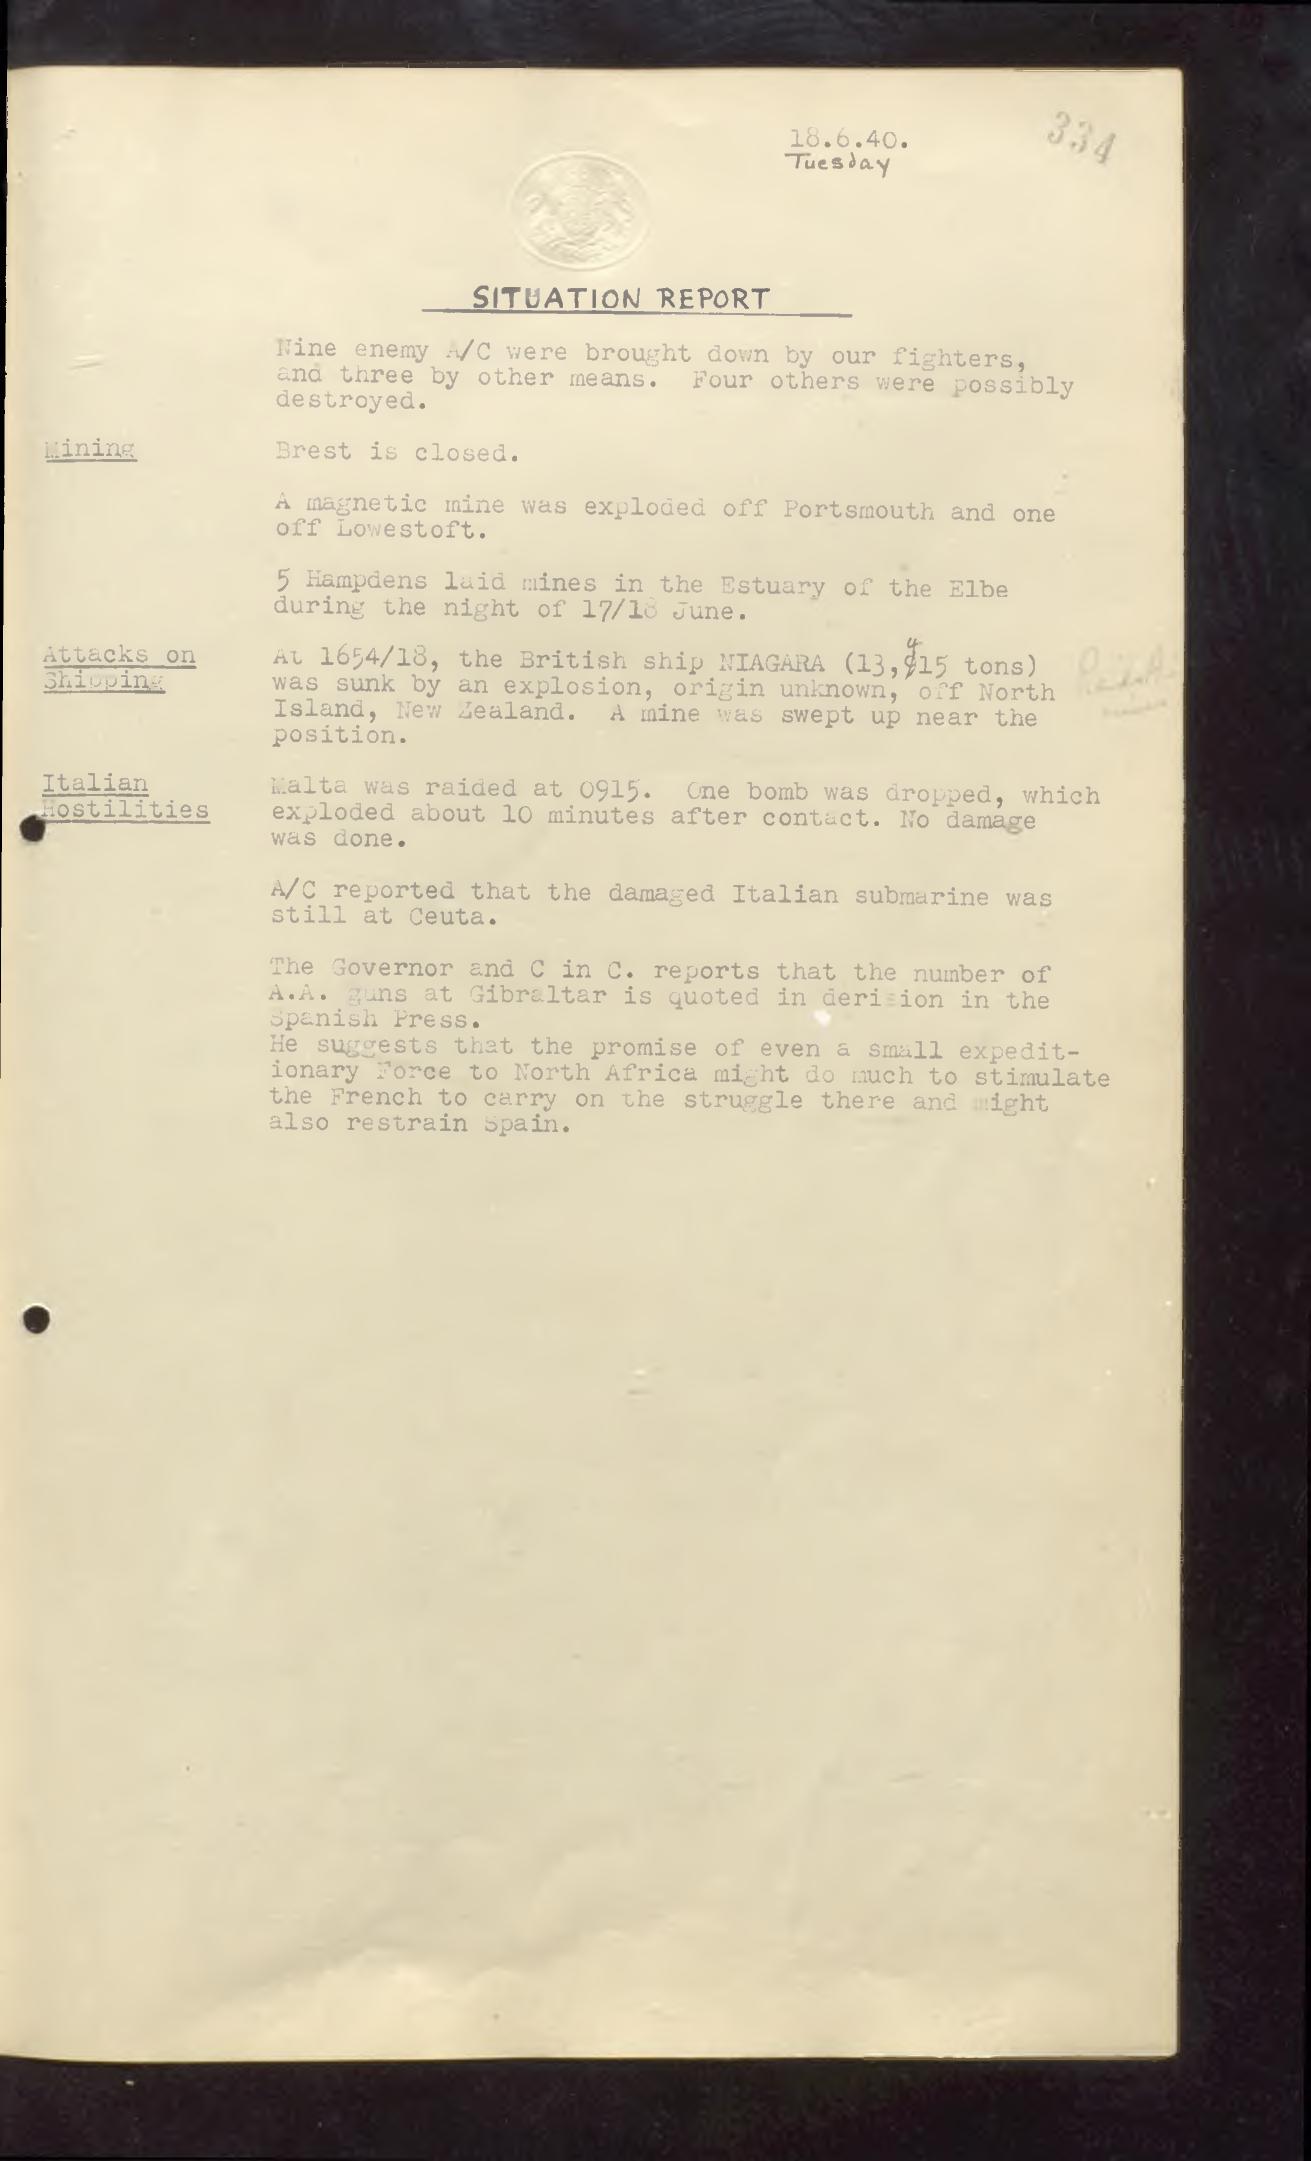 334
18.6.40.
Tuesday
SITUATION REPORT
Nine enemy A/C were brought down by our fighters,
and three by other means. Four others were possibly
destroyed.
Mining
Brest is closed.
A magnetic mine was exploded off Portsmouth and one
off Lowestoft.
5 Hampdens laid mines in the Estuary of the Elbe
during the night of 17/18 June.
Attacks on
Shipping
At 1654/18, the British ship NIAGARA (13,415 tons)
was sunk by an explosion, origin unknown, off North
Island, New Zealand. A mine was swept up near the
position.
Italian
Hostilities
Malta was raided at 0915. One bomb was dropped, which
exploded about 10 minutes after contact. No damage
was done.
A/C reported that the damaged Italian submarine was
still at Ceuta.
The Governor and C in C. reports that the number of
A.A. guns at Gibraltar is quoted in derision in the
Spanish Press.
He suggests that the promise of even a small expedit-
ionary Force to North Africa might do much to stimulate
the French to carry on the struggle there and might
also restrain Spain.